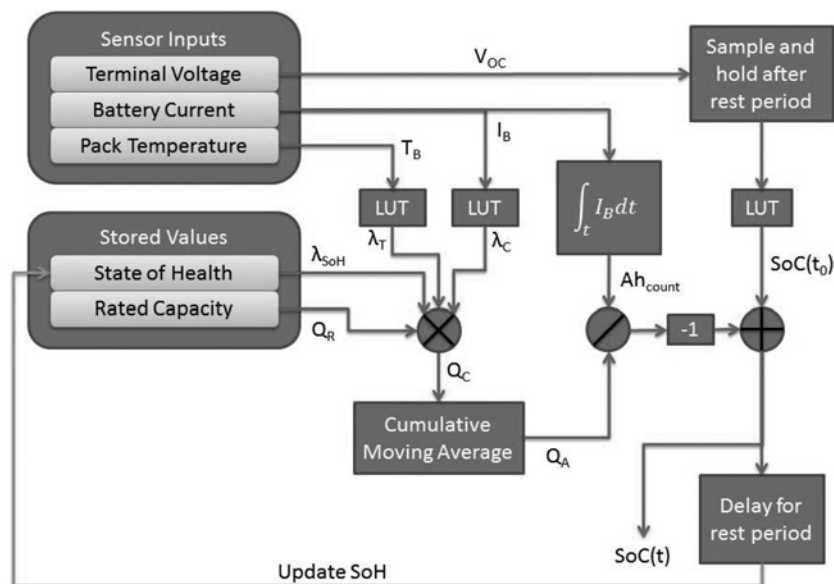 Sensor Inputs
Terminal Voltage
Battery Current
Pack Temperature
V_OC
Sample and
hold after
rest period
I_B
T_B
LUT
LUT
∫_t I_B dt
LUT
Stored Values
State of Health
Rated Capacity
λ_SoH
λ_T
λ_C
Q_R
Ah_count
SoC(t_0)
-1
Q_C
Cumulative
Moving Average
Q_A
Delay for
rest period
SoC(t)
Update SoH